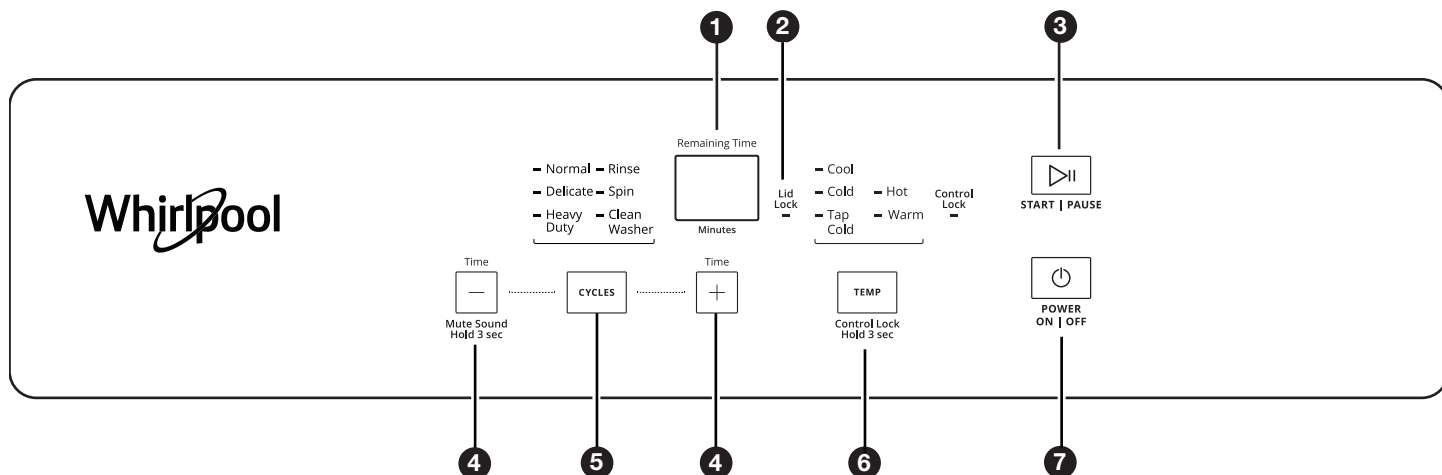 1 2 3
Remaining Time
Normal Rinse
Delicate Spin
Heavy Duty
Clean Washer
Minutes
Lid
Lock
Cool
Cold Hot
Tap Cold
Warm
Control
Lock
START | PAUSE
Whirlpool
Time
CYCLES
Time
TEMP
Mute Sound
Hold 3 sec
Control Lock
Hold 3 sec
POWER
ON | OFF
4 5 4 6 7